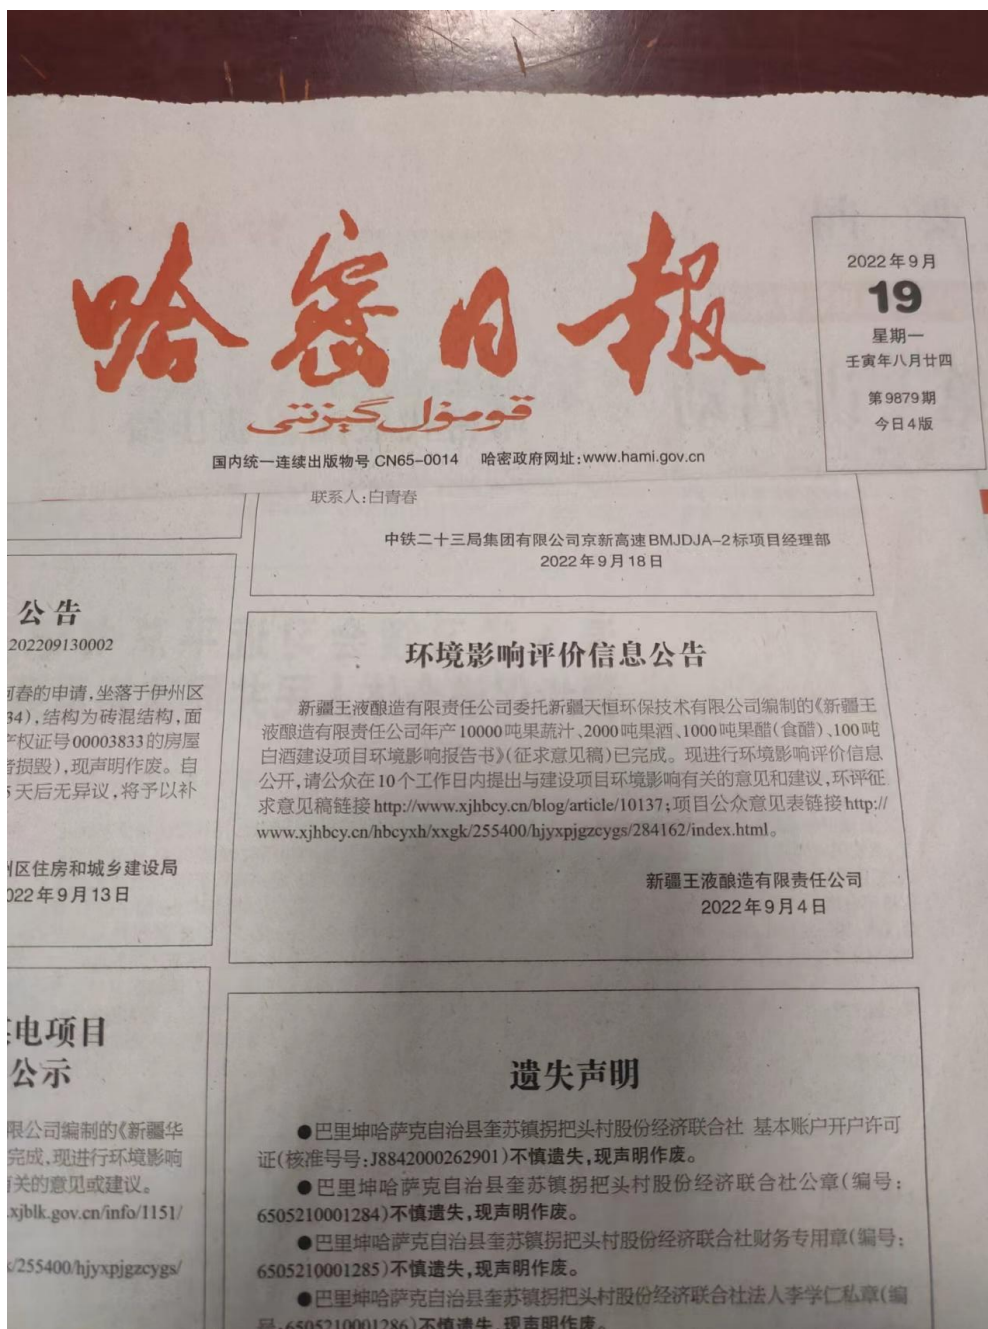 哈密日报
قومۇل گېزىتى
国内统一连续出版物号 CN65-0014 哈密政府网址:www.hami.gov.cn
2022年9月
19
星期一
壬寅年八月廿四
第9879期
今日4版
联系人:白青春
中铁二十三局集团有限公司京新高速BMJDJA-2标项目经理部
2022年9月18日
公告
202209130002
可春的申请,坐落于伊州区
34),结构为砖混结构,面
产权证号00003833的房屋
损毁),现声明作废。自
5天后无异议,将予以补
州区住房和城乡建设局
022年9月13日
环境影响评价信息公告
新疆王液酿造有限责任公司委托新疆天恒环保技术有限公司编制的《新疆王
液酿造有限责任公司年产10000吨果蔬汁、2000吨果酒、1000吨果醋(食醋)、100吨
白酒建设项目环境影响报告书》(征求意见稿)已完成。现进行环境影响评价信息
公开,请公众在10个工作日内提出与建设项目环境影响有关的意见和建议,环评征
求意见稿链接http://www.xjhbcy.cn/blog/article/10137;项目公众意见表链接http://
www.xjhbcy.cn/hbcyxh/xxgk/255400/hjyxpjgzcygs/284162/index.html。
新疆王液酿造有限责任公司
2022年9月4日
电项目
公示
限公司编制的《新疆华
完成,现进行环境影响
有关的意见或建议。
.xjblk.gov.cn/info/1151/
/255400/hjyxpjgzcygs/
遗失声明
●巴里坤哈萨克自治县奎苏镇拐把头村股份经济联合社 基本账户开户许可
证(核准号号:J8842000262901)不慎遗失,现声明作废。
●巴里坤哈萨克自治县奎苏镇拐把头村股份经济联合社公章(编号:
6505210001284)不慎遗失,现声明作废。
●巴里坤哈萨克自治县奎苏镇拐把头村股份经济联合社财务专用章(编号:
6505210001285)不慎遗失,现声明作废。
●巴里坤哈萨克自治县奎苏镇拐把头村股份经济联合社法人李学仁私章(编
号:6505210001286)不慎遗失,现声明作废。